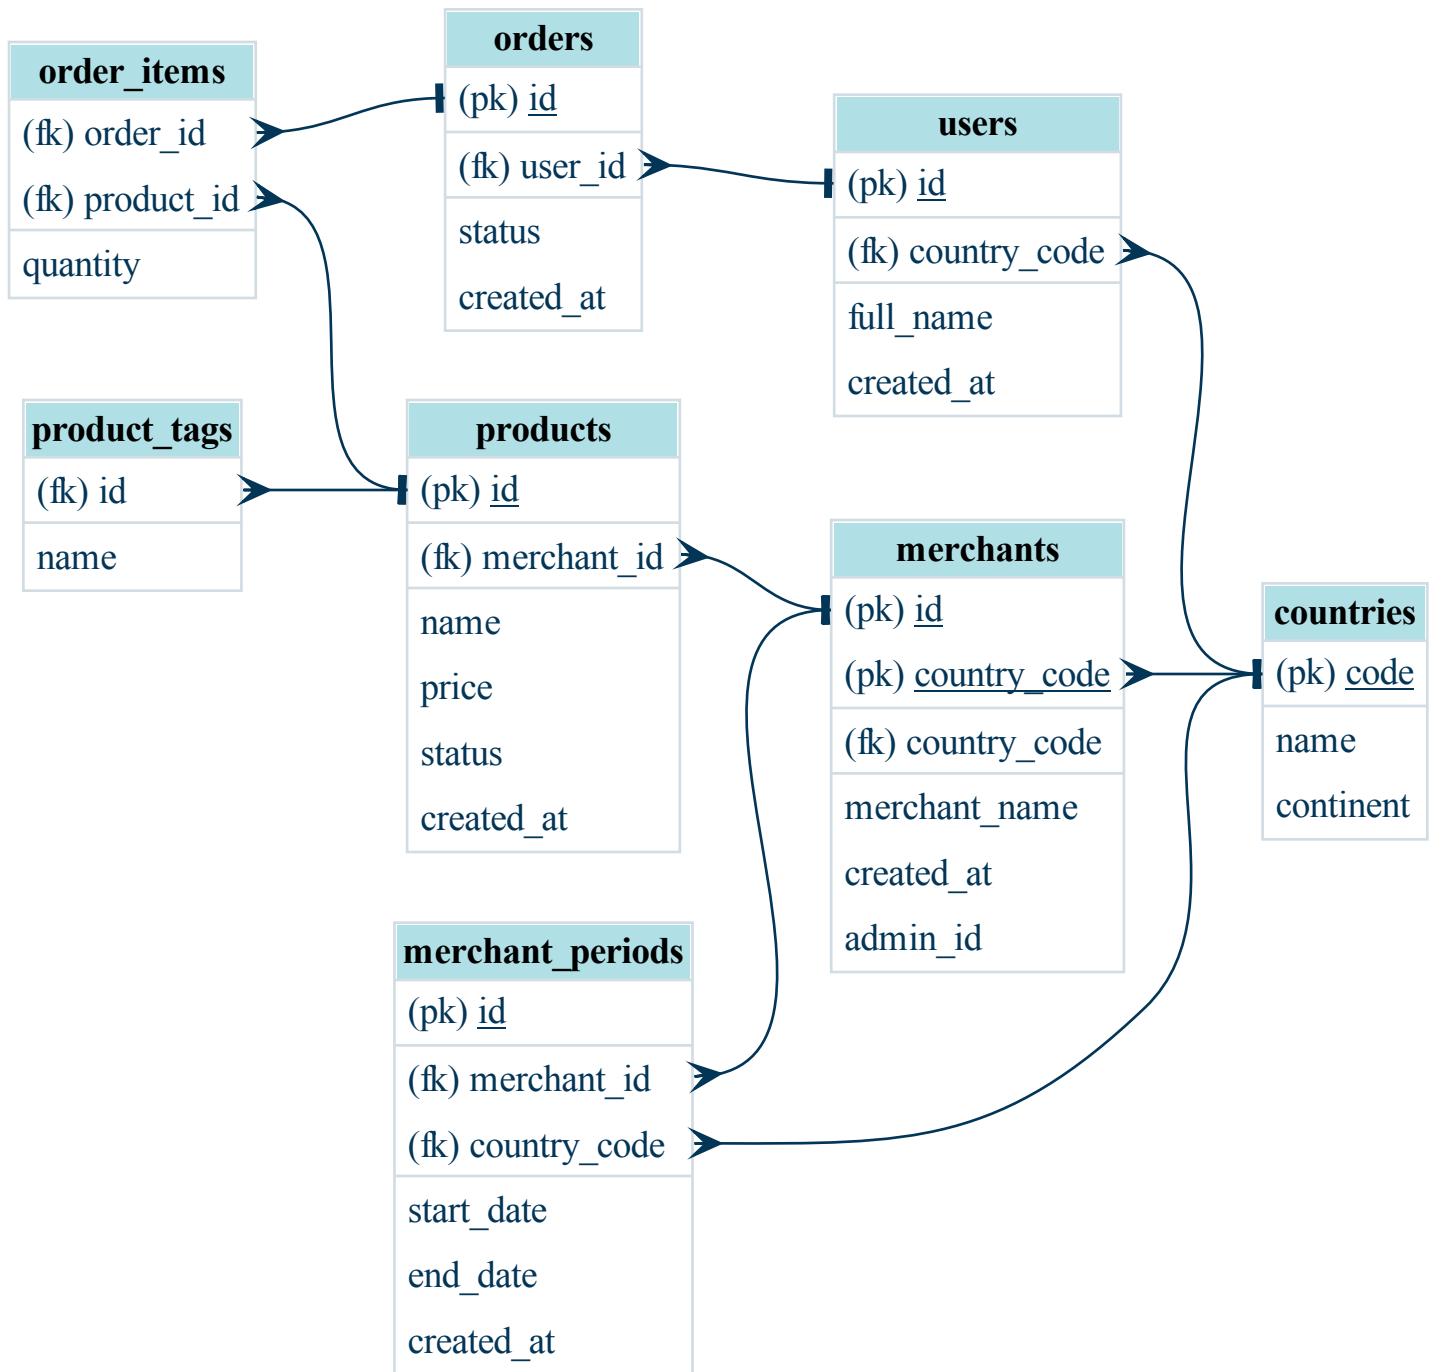 order_items
(fk) order_id
(fk) product_id
quantity
orders
(pk) id
(fk) user_id
status
created_at
users
(pk) id
(fk) country_code
full_name
created_at
product_tags
(fk) id
name
products
(pk) id
(fk) merchant_id
name
price
status
created_at
merchants
(pk) id
(pk) country_code
(fk) country_code
merchant_name
created_at
admin_id
countries
(pk) code
name
continent
merchant_periods
(pk) id
(fk) merchant_id
(fk) country_code
start_date
end_date
created_at